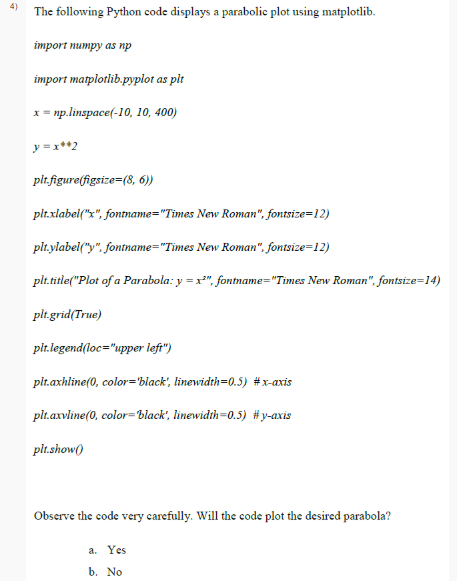 4) The following Python code displays a parabolic plot using matplotlib.
import numpy as np
import matplotlib.pyplot as plt
x = np.linspace(-10, 10, 400)
y = x**2
plt.figure(figsize=(8, 6))
plt.xlabel("x", fontname="Times New Roman", fontsize=12)
plt.ylabel("y", fontname="Times New Roman", fontsize=12)
plt.title("Plot of a Parabola: y = x²", fontname="Times New Roman", fontsize=14)
plt.grid(True)
plt.legend(loc="upper left")
plt.axhline(0, color='black', linewidth=0.5) # x-axis
plt.axvline(0, color='black', linewidth=0.5) # y-axis
plt.show()
Observe the code very carefully. Will the code plot the desired parabola?
a. Yes
b. No